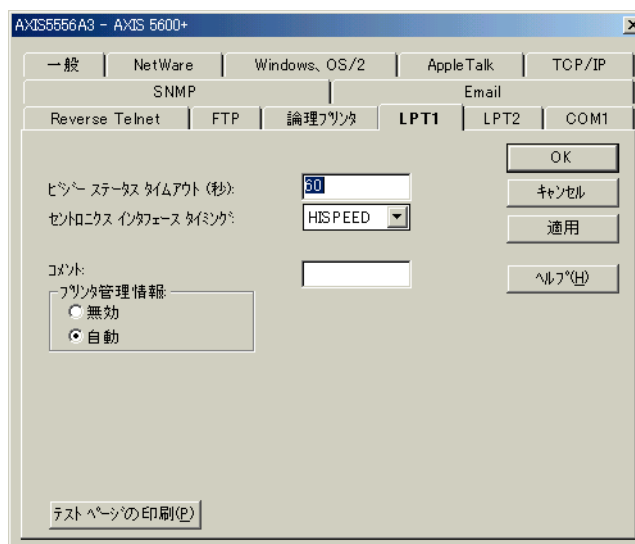 AXIS5556A3 - AXIS 5600+
一般 NetWare Windows、OS/2 AppleTalk TCP/IP
SNMP Email
Reverse Telnet FTP 論理ﾌﾟﾘﾝﾀ LPT1 LPT2 COM1
ﾋﾞｼﾞｰ ｽﾃｰﾀｽ ﾀｲﾑｱｳﾄ (秒): 60
ｾﾝﾄﾛﾆｸｽ ｲﾝﾀﾌｪｰｽ ﾀｲﾐﾝｸﾞ: HISPEED
ｺﾒﾝﾄ:
ﾌﾟﾘﾝﾀ管理情報:
無効
自動
OK
ｷｬﾝｾﾙ
適用
ﾍﾙﾌﾟ(H)
ﾃｽﾄ ﾍﾟｰｼﾞの印刷(P)